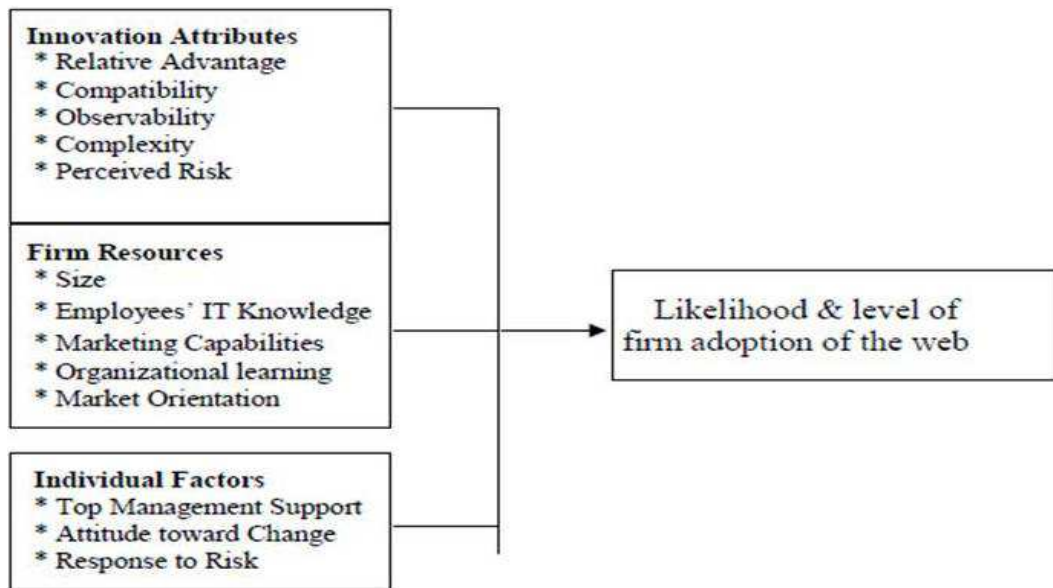 Innovation Attributes
* Relative Advantage
* Compatibility
* Observability
* Complexity
* Perceived Risk
Firm Resources
* Size
* Employees' IT Knowledge
* Marketing Capabilities
* Organizational learning
* Market Orientation
Individual Factors
* Top Management Support
* Attitude toward Change
* Response to Risk
Likelihood & level of
firm adoption of the web